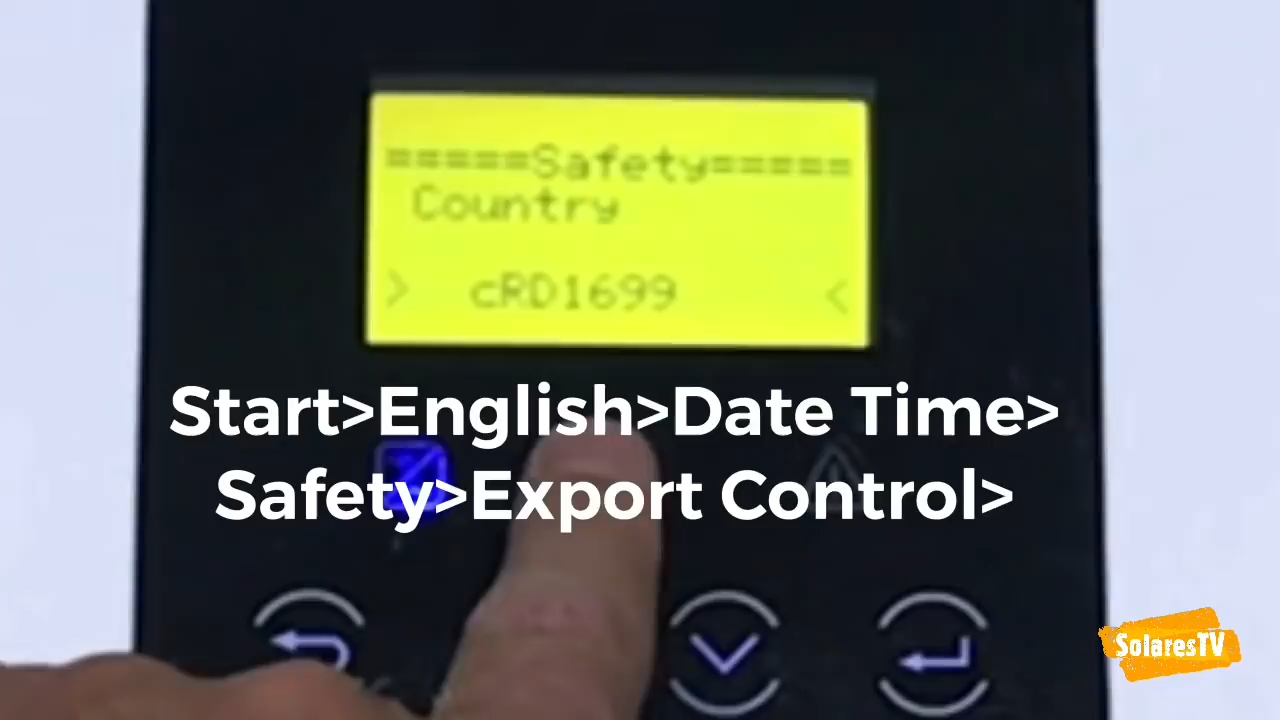 =====Safety=====
Country
> cRD1699 <
Start>English>Date Time>
Safety>Export Control>
SolaresTV